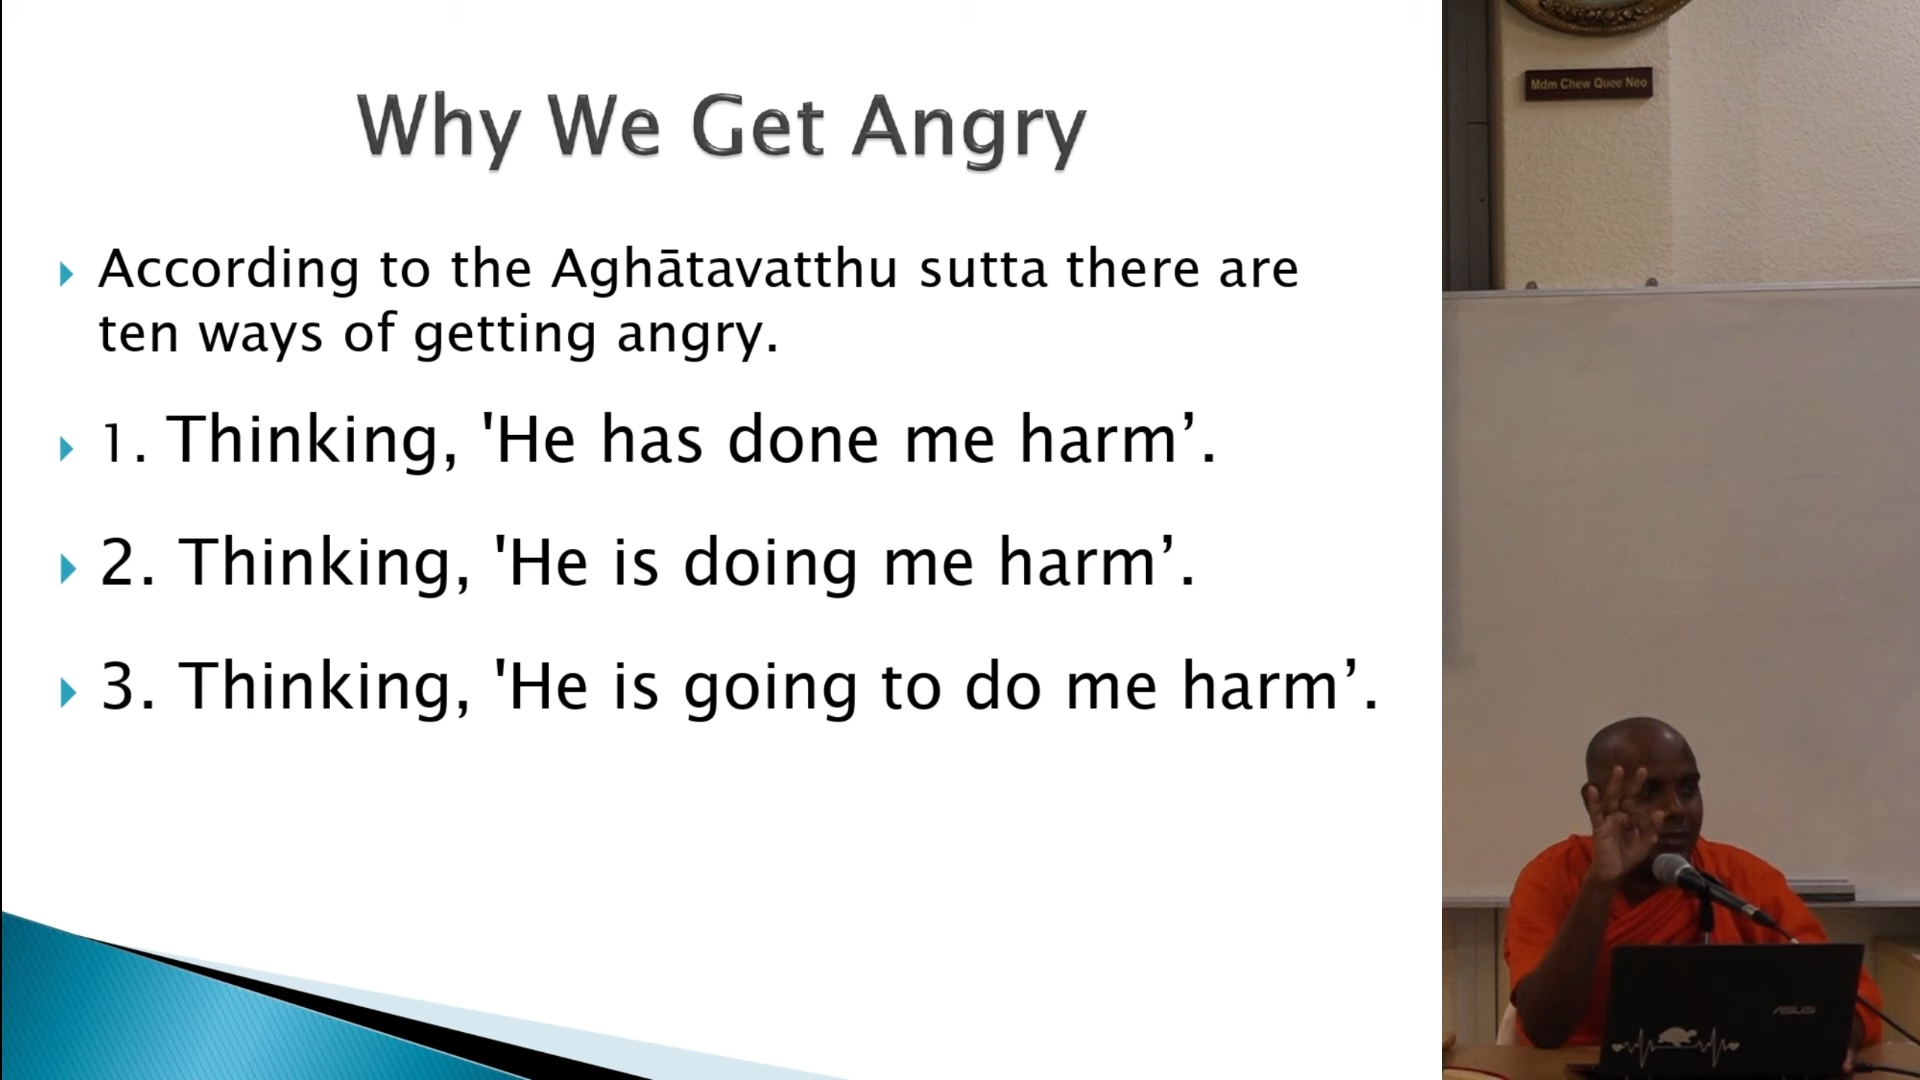 Why We Get Angry
According to the Aghātavatthu sutta there are
ten ways of getting angry.
1. Thinking, 'He has done me harm’.
2. Thinking, 'He is doing me harm’.
3. Thinking, 'He is going to do me harm’.
Mdm Chew Quee Neo
ASUS